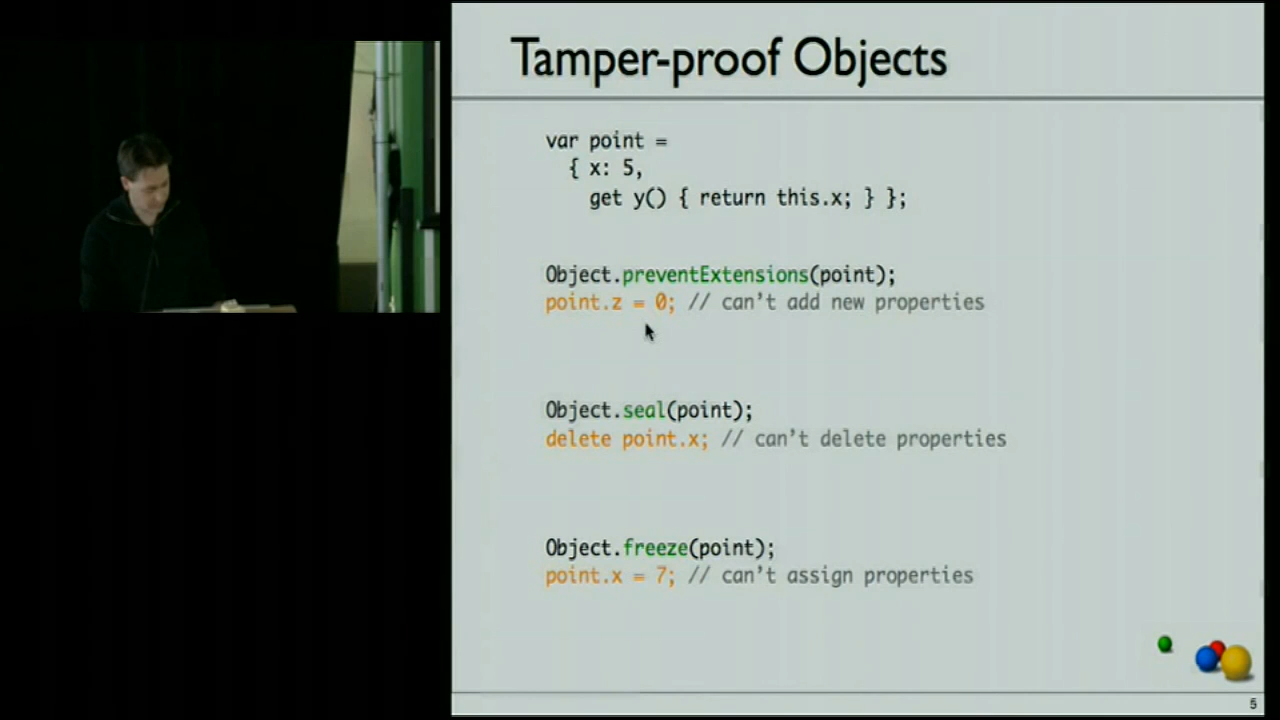 Tamper-proof Objects
var point =
{ x: 5,
get y() { return this.x; } };
Object.preventExtensions(point);
point.z = 0; // can't add new properties
Object.seal(point);
delete point.x; // can't delete properties
Object.freeze(point);
point.x = 7; // can't assign properties
5